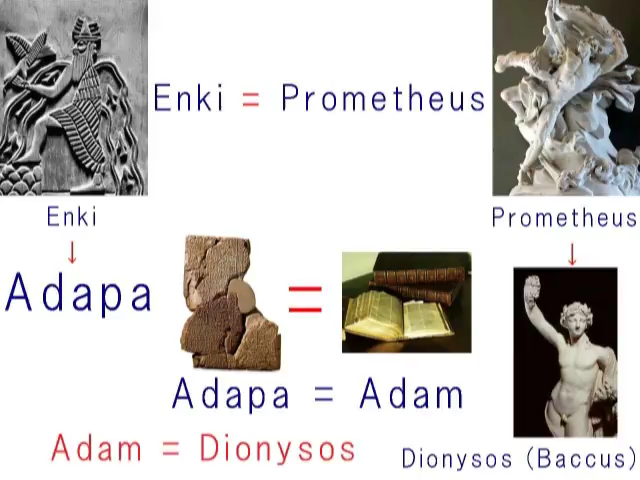 Enki = Prometheus
Enki
Prometheus
↓
↓
Adapa
=
Adapa = Adam
Adam = Dionysos
Dionysos (Baccus)